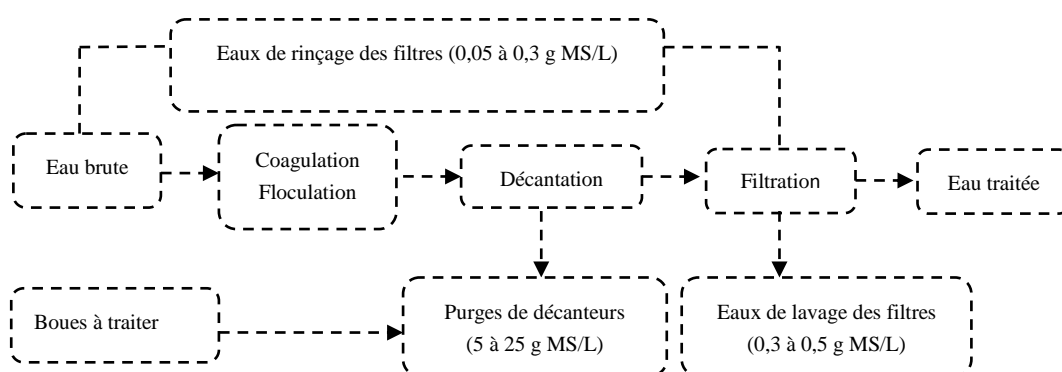 Eaux de rinçage des filtres (0,05 à 0,3 g MS/L)
Eau brute
Coagulation
Floculation
Décantation
Filtration
Eau traitée
Boues à traiter
Purges de décanteurs
(5 à 25 g MS/L)
Eaux de lavage des filtres
(0,3 à 0,5 g MS/L)